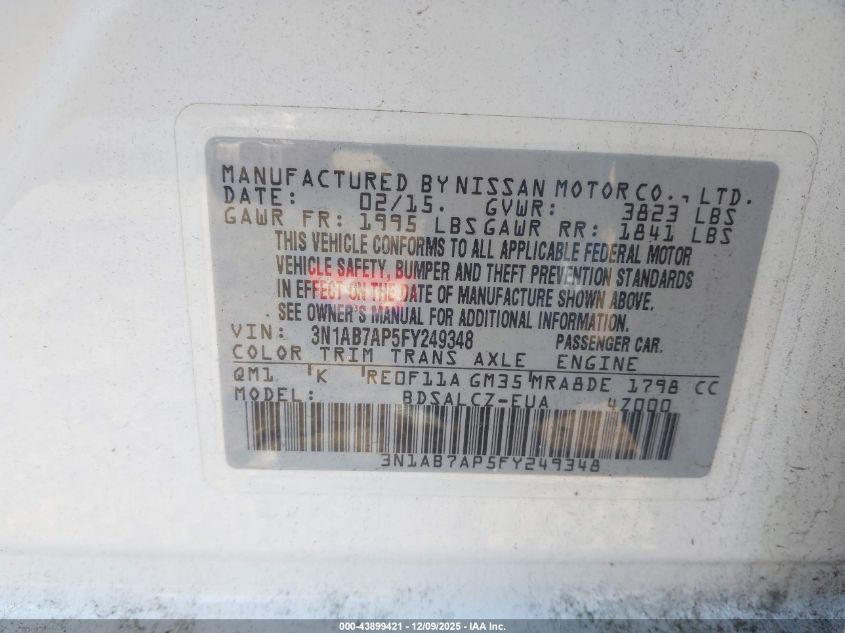 MANUFACTURED BY NISSAN MOTOR CO., LTD.
DATE: 02/15. GVWR: 3823 LBS
GAWR FR: 1995 LBS GAWR RR: 1841 LBS
THIS VEHICLE CONFORMS TO ALL APPLICABLE FEDERAL MOTOR
VEHICLE SAFETY, BUMPER AND THEFT PREVENTION STANDARDS
IN EFFECT ON THE DATE OF MANUFACTURE SHOWN ABOVE.
SEE OWNER'S MANUAL FOR ADDITIONAL INFORMATION.
VIN: 3N1AB7AP5FY249348 PASSENGER CAR.
COLOR TRIM TRANS AXLE ENGINE
QM1 K RE0F11A GM35 MRA8DE 1798 CC
MODEL: BDSALCZ-EUA 4Z000
3N1AB7AP5FY249348
000-43899421 - 12/09/2025 - IAA Inc.